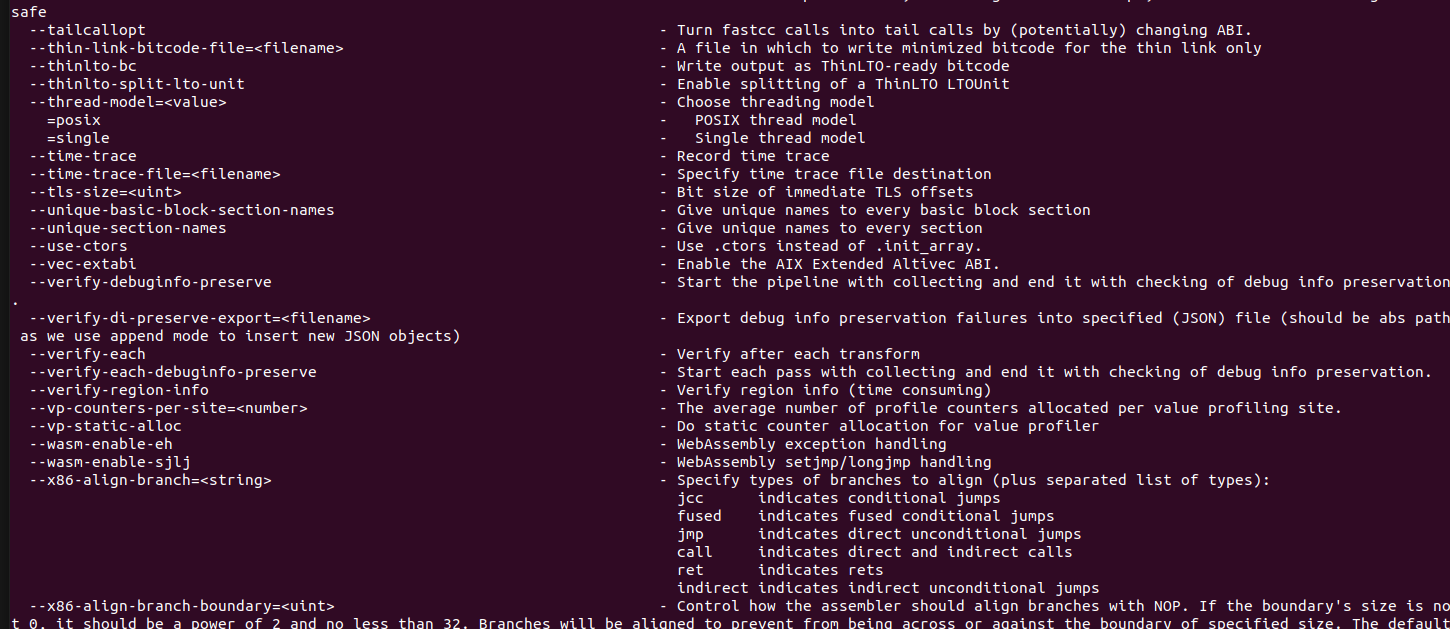 safe
  --tailcallopt                                                          - Turn fastcc calls into tail calls by (potentially) changing ABI.
  --thin-link-bitcode-file=<filename>                                    - A file in which to write minimized bitcode for the thin link only
  --thinlto-bc                                                           - Write output as ThinLTO-ready bitcode
  --thinlto-split-lto-unit                                               - Enable splitting of a ThinLTO LTOUnit
  --thread-model=<value>                                                 - Choose threading model
    =posix                                                               -   POSIX thread model
    =single                                                              -   Single thread model
  --time-trace                                                           - Record time trace
  --time-trace-file=<filename>                                           - Specify time trace file destination
  --tls-size=<uint>                                                      - Bit size of immediate TLS offsets
  --unique-basic-block-section-names                                     - Give unique names to every basic block section
  --unique-section-names                                                 - Give unique names to every section
  --use-ctors                                                            - Use .ctors instead of .init_array.
  --vec-extabi                                                           - Enable the AIX Extended Altivec ABI.
  --verify-debuginfo-preserve                                            - Start the pipeline with collecting and end it with checking of debug info preservation
.
  --verify-di-preserve-export=<filename>                                 - Export debug info preservation failures into specified (JSON) file (should be abs path
 as we use append mode to insert new JSON objects)
  --verify-each                                                          - Verify after each transform
  --verify-each-debuginfo-preserve                                       - Start each pass with collecting and end it with checking of debug info preservation.
  --verify-region-info                                                   - Verify region info (time consuming)
  --vp-counters-per-site=<number>                                        - The average number of profile counters allocated per value profiling site.
  --vp-static-alloc                                                      - Do static counter allocation for value profiler
  --wasm-enable-eh                                                       - WebAssembly exception handling
  --wasm-enable-sjlj                                                     - WebAssembly setjmp/longjmp handling
  --x86-align-branch=<string>                                            - Specify types of branches to align (plus separated list of types):
                                                                           jcc      indicates conditional jumps
                                                                           fused    indicates fused conditional jumps
                                                                           jmp      indicates direct unconditional jumps
                                                                           call     indicates direct and indirect calls
                                                                           ret      indicates rets
                                                                           indirect indicates indirect unconditional jumps
  --x86-align-branch-boundary=<uint>                                     - Control how the assembler should align branches with NOP. If the boundary's size is no
t 0, it should be a power of 2 and no less than 32. Branches will be aligned to prevent from being across or against the boundary of specified size. The default